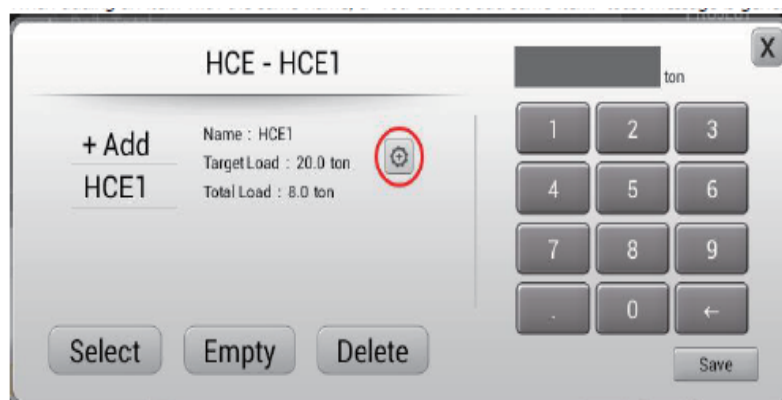 HCE - HCE1
X
ton
+ Add
HCE1
Name : HCE1
Target Load : 20.0 ton
Total Load : 8.0 ton
1 2 3
4 5 6
7 8 9
. 0 ←
Select Empty Delete
Save